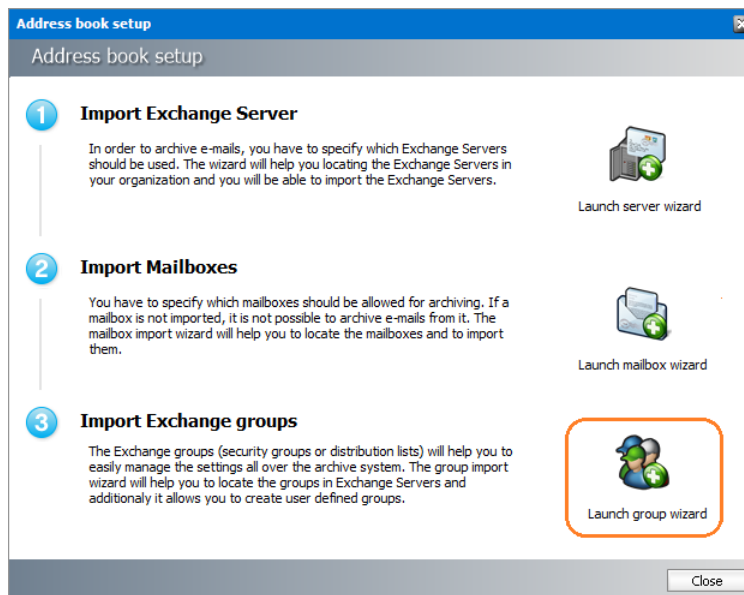 Address book setup
Address book setup
1
Import Exchange Server
In order to archive e-mails, you have to specify which Exchange Servers
should be used. The wizard will help you locating the Exchange Servers in
your organization and you will be able to import the Exchange Servers.
Launch server wizard
2
Import Mailboxes
You have to specify which mailboxes should be allowed for archiving. If a
mailbox is not imported, it is not possible to archive e-mails from it. The
mailbox import wizard will help you to locate the mailboxes and to import
them.
Launch mailbox wizard
3
Import Exchange groups
The Exchange groups (security groups or distribution lists) will help you to
easily manage the settings all over the archive system. The group import
wizard will help you to locate the groups in Exchange Servers and
additionaly it allows you to create user defined groups.
Launch group wizard
Close